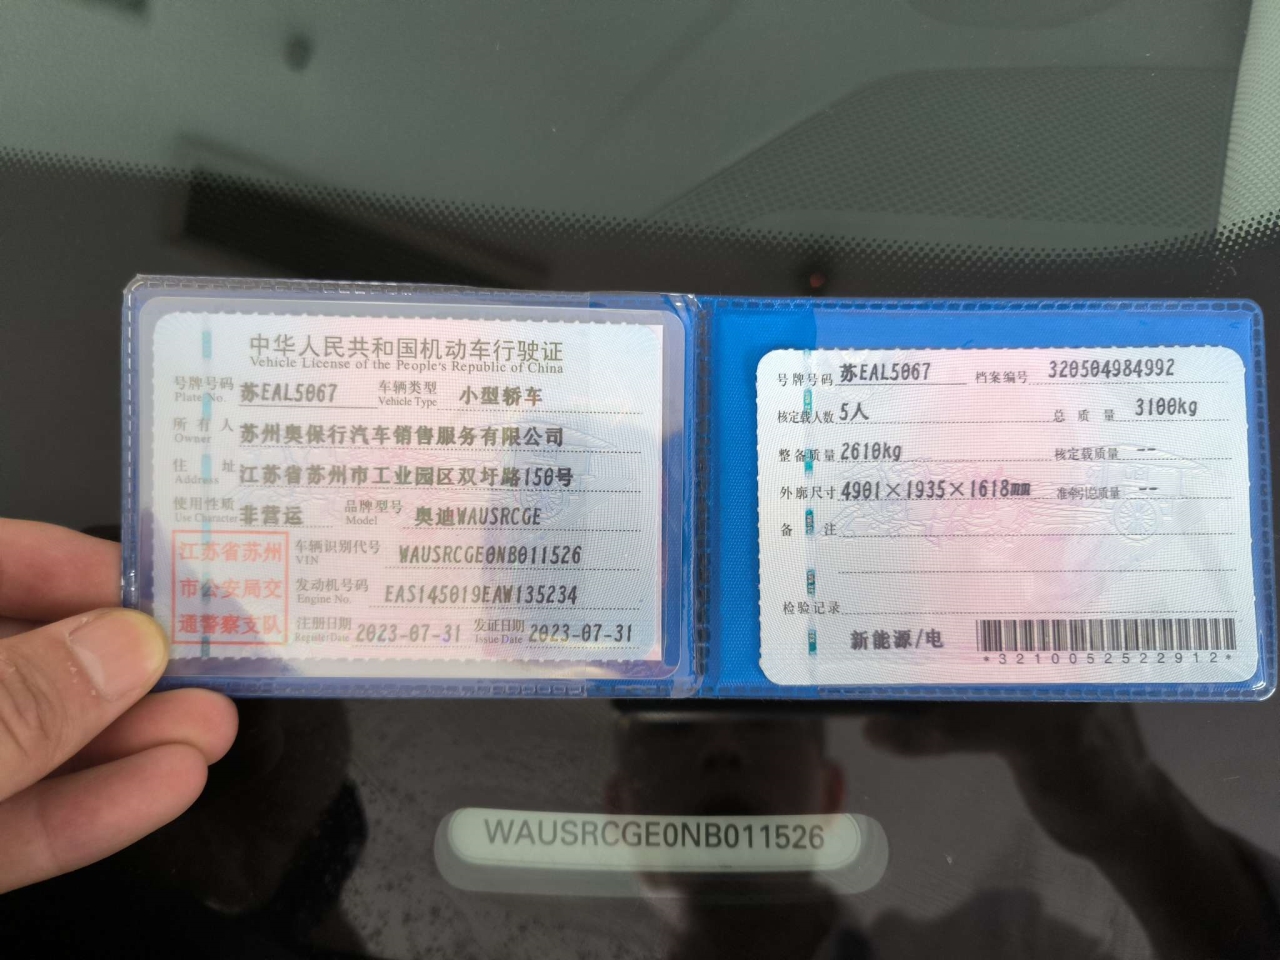 中华人民共和国机动车行驶证
Vehicle License of the People's Republic of China
号牌号码 苏EAL5067 车辆类型 小型轿车
Plate No. Vehicle Type
所有人 苏州奥保行汽车销售服务有限公司
Owner
住址 江苏省苏州市工业园区双圩路150号
Address
使用性质 非营运 品牌型号 奥迪WAUSRCGE
Use Character Model
江苏省苏州
市公安局交
通警察支队
车辆识别代号 WAUSRCGE0NB011526
VIN
发动机号码 EAS145019EAW135234
Engine No.
注册日期 2023-07-31 发证日期 2023-07-31
Register Date Issue Date
号牌号码 苏EAL5067 档案编号 320504984992
核定载人数 5人 总质量 3100kg
整备质量 2610kg 核定载质量 --
外廓尺寸 4901×1935×1618mm 准牵引总质量 --
备注
检验记录
新能源/电
*3210052522912*
WAUSRCGE0NB011526